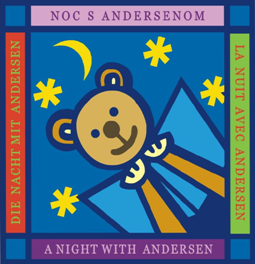 NOC S ANDERSENOM
DIE NACHT MIT ANDERSEN
LA NUIT AVEC ANDERSEN
A NIGHT WITH ANDERSEN